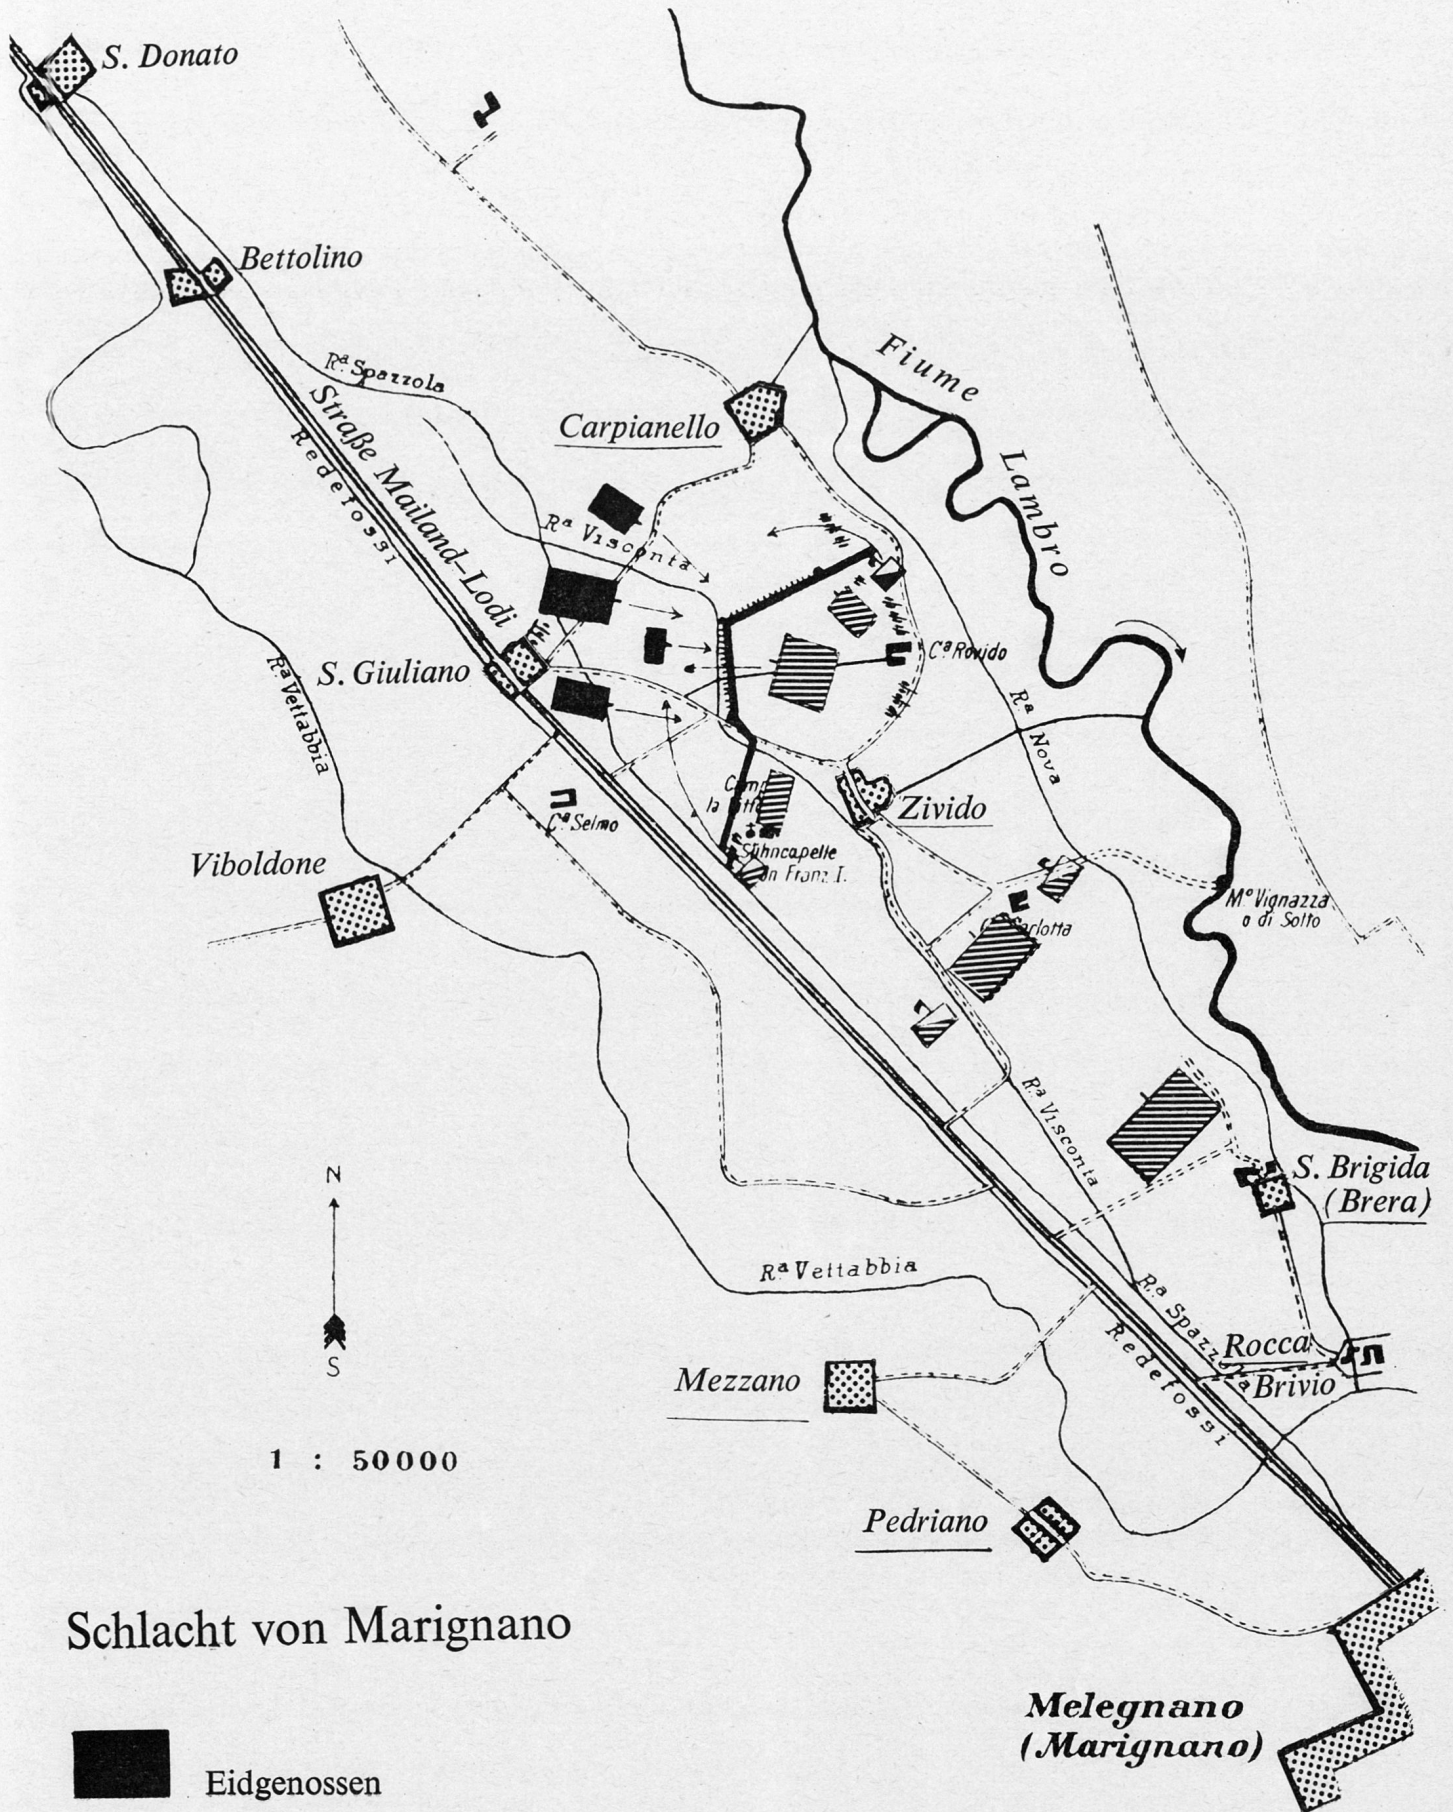 S. Donato
Bettolino
Rª. Spazzola
Straße Mailand-Lodi
Redefossi
Fiume
Lambro
Carpianello
Rª Visconta
S. Giuliano
Cª Rovido
Rª Vettabbia
Rª Nova
Cª Selmo
Zivido
la
Viboldone
Sühncapelle
Franz. I.
Mº Vignazza
o di Sotto
Rª Visconta
N
S
S. Brigida
(Brera)
Rª Vettabbia
Rª Spazzola
Redefossi
Rocca
Brivio
Mezzano
1 : 50000
Pedriano
Schlacht von Marignano
Melegnano
(Marignano)
Eidgenossen